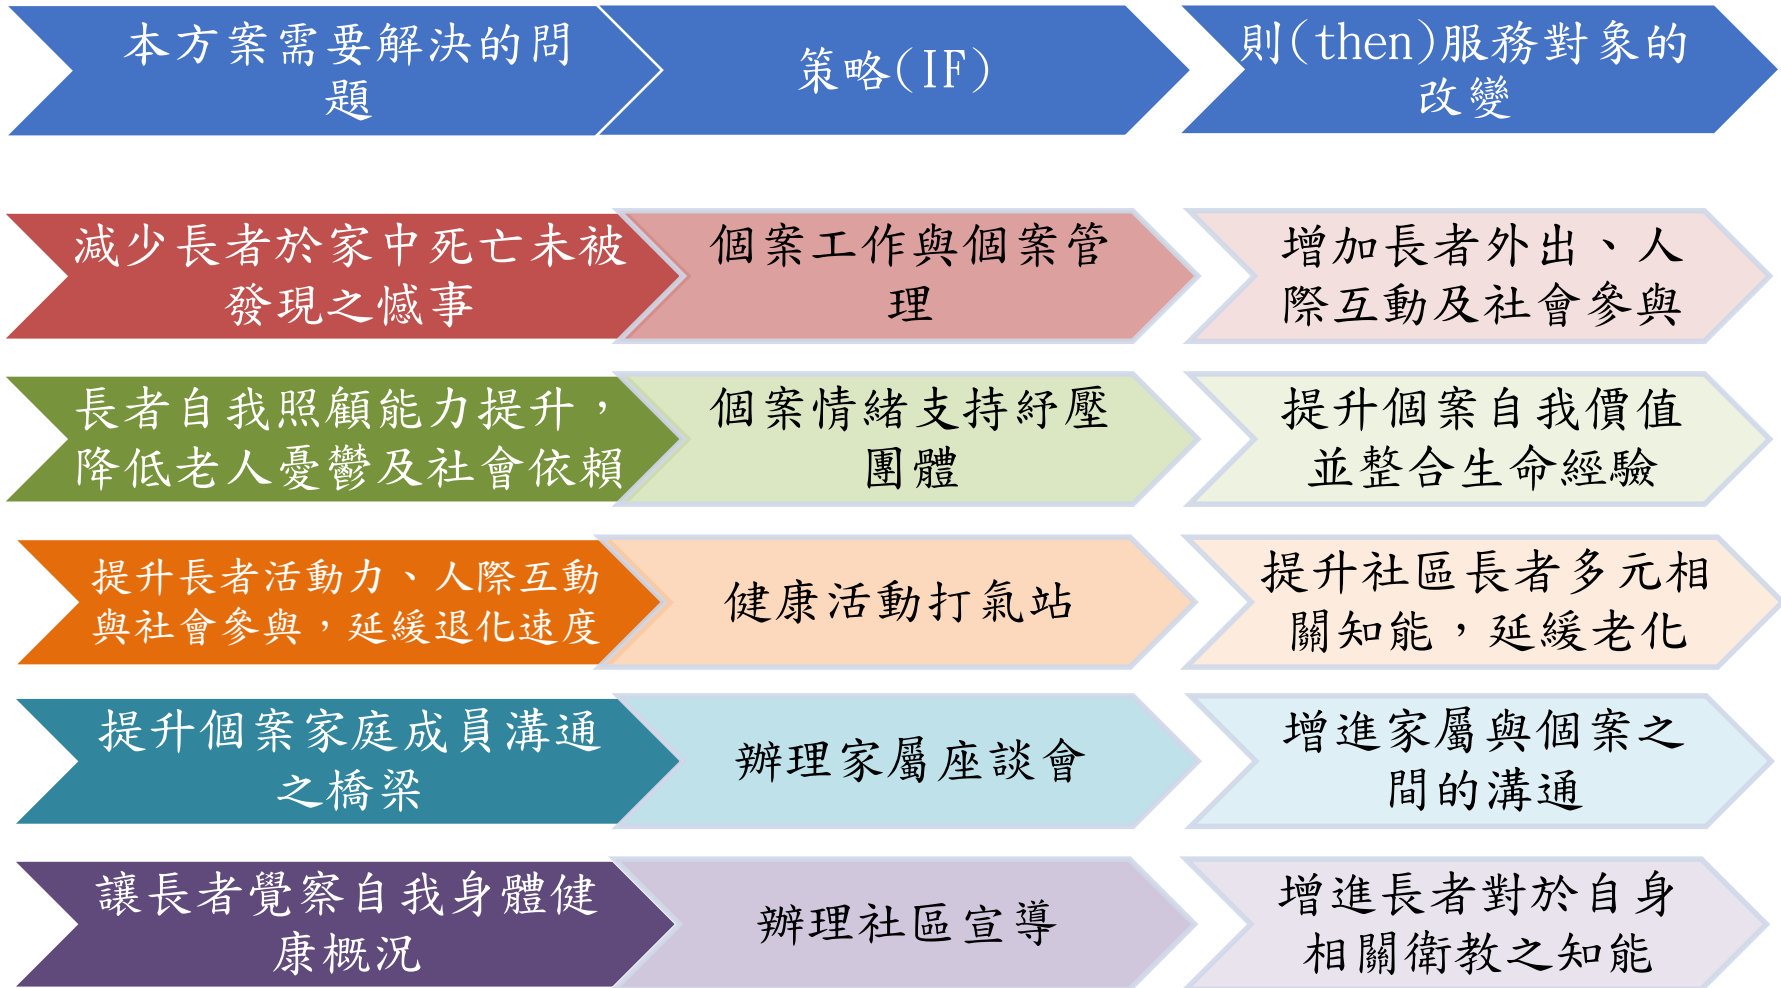 本方案需要解決的問
題
策略(IF)
則(then)服務對象的
改變
減少長者於家中死亡未被
發現之憾事
個案工作與個案管
理
增加長者外出、人
際互動及社會參與
長者自我照顧能力提升，
降低老人憂鬱及社會依賴
個案情緒支持紓壓
團體
提升個案自我價值
並整合生命經驗
提升長者活動力、人際互動
與社會參與，延緩退化速度
健康活動打氣站
提升社區長者多元相
關知能，延緩老化
提升個案家庭成員溝通
之橋梁
辦理家屬座談會
增進家屬與個案之
間的溝通
讓長者覺察自我身體健
康概況
辦理社區宣導
增進長者對於自身
相關衛教之知能